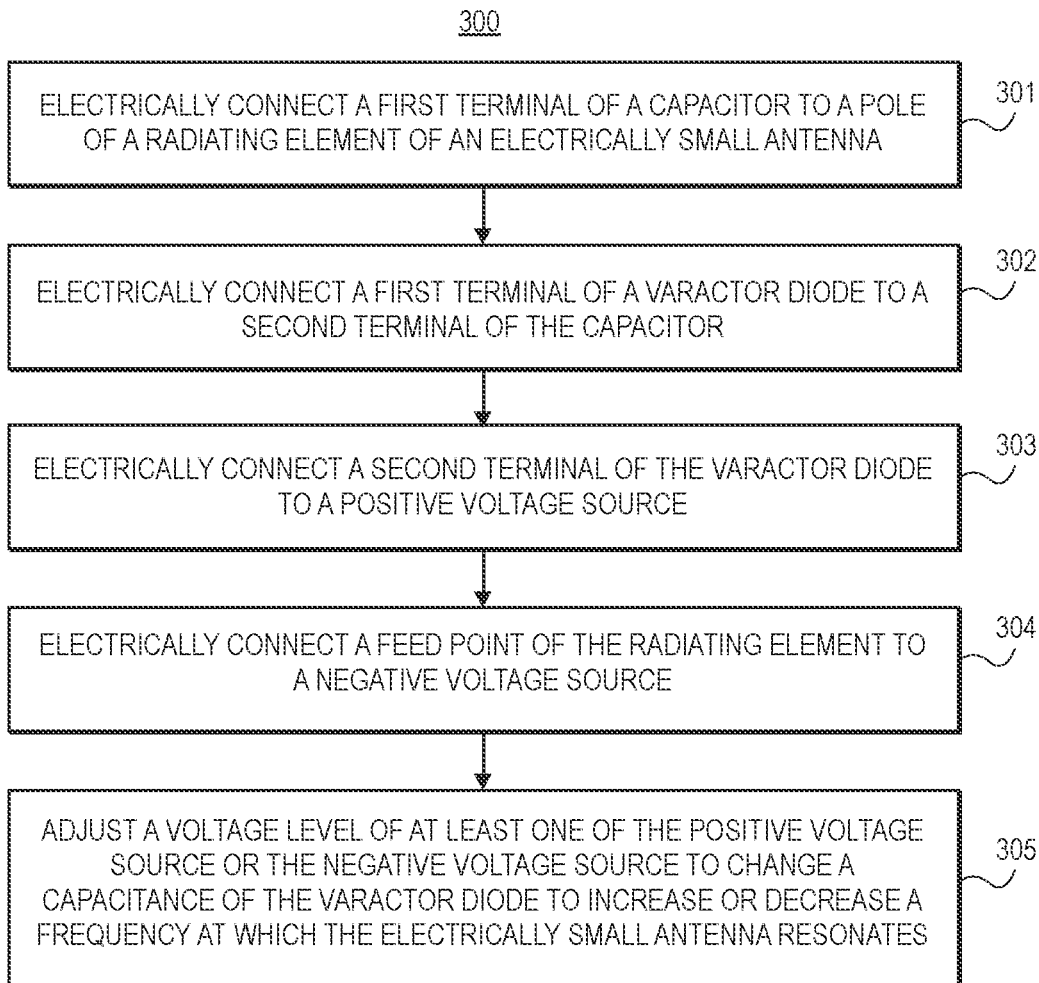 300
ELECTRICALLY CONNECT A FIRST TERMINAL OF A CAPACITOR TO A POLE
OF A RADIATING ELEMENT OF AN ELECTRICALLY SMALL ANTENNA
301
ELECTRICALLY CONNECT A FIRST TERMINAL OF A VARACTOR DIODE TO A
SECOND TERMINAL OF THE CAPACITOR
302
ELECTRICALLY CONNECT A SECOND TERMINAL OF THE VARACTOR DIODE
TO A POSITIVE VOLTAGE SOURCE
303
ELECTRICALLY CONNECT A FEED POINT OF THE RADIATING ELEMENT TO
A NEGATIVE VOLTAGE SOURCE
304
ADJUST A VOLTAGE LEVEL OF AT LEAST ONE OF THE POSITIVE VOLTAGE
SOURCE OR THE NEGATIVE VOLTAGE SOURCE TO CHANGE A
CAPACITANCE OF THE VARACTOR DIODE TO INCREASE OR DECREASE A
FREQUENCY AT WHICH THE ELECTRICALLY SMALL ANTENNA RESONATES
305